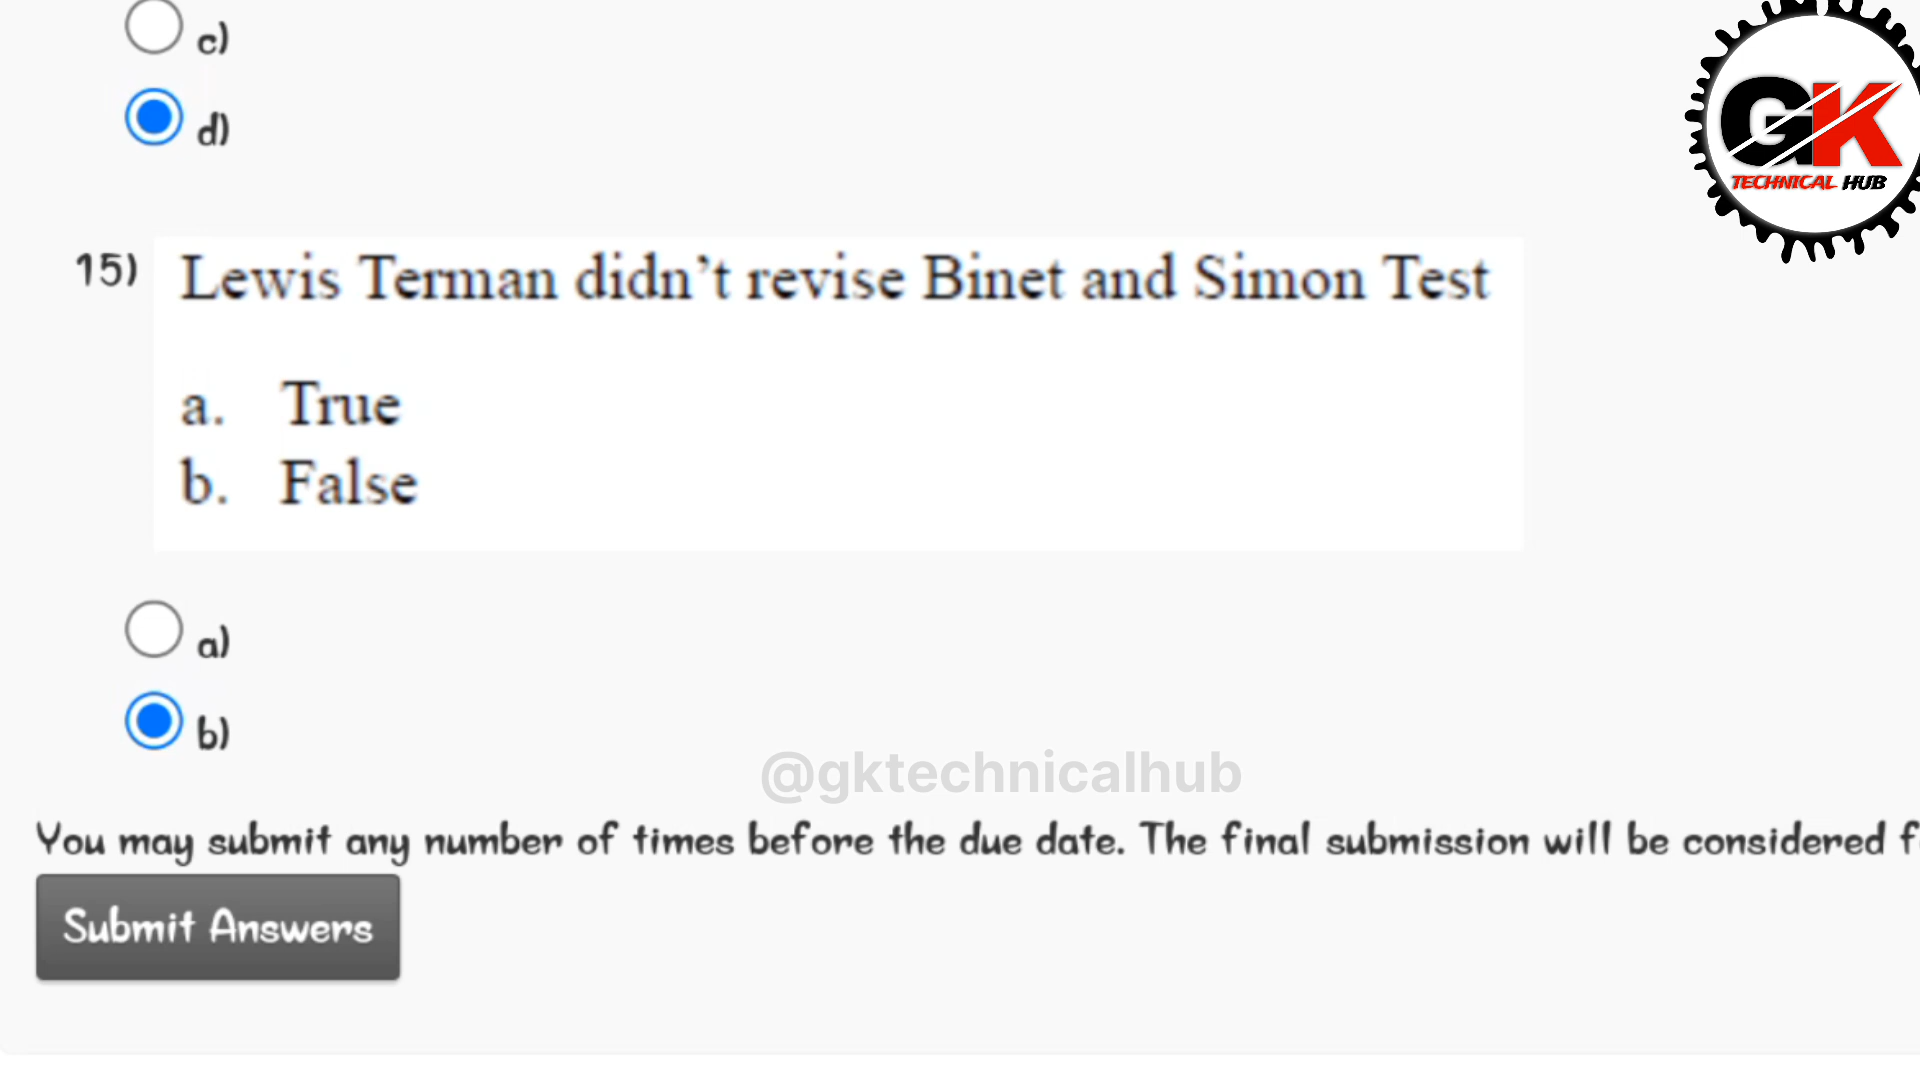 c)
d)
GK
TECHNICAL HUB
15) Lewis Terman didn’t revise Binet and Simon Test
a. True
b. False
a)
b)
@gktechnicalhub
You may submit any number of times before the due date. The final submission will be considered f
Submit Answers